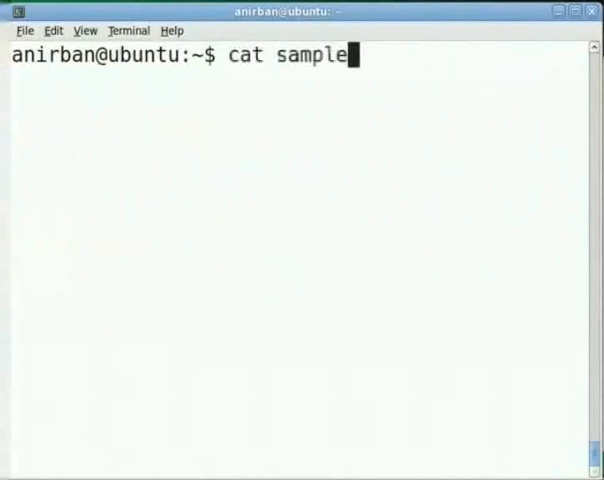 anirban@ubuntu: ~
File Edit View Terminal Help
anirban@ubuntu:~$ cat sample